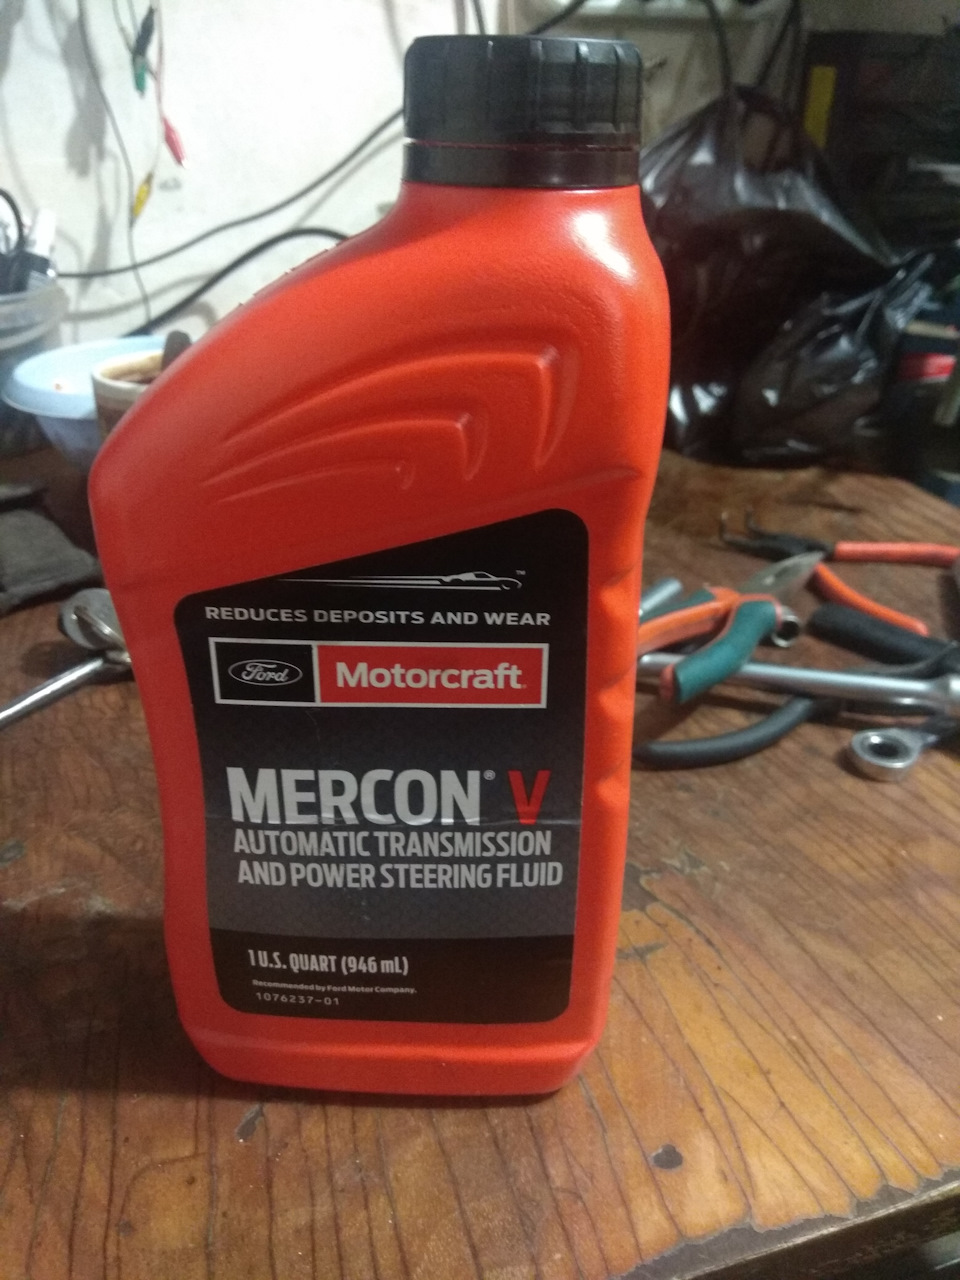 ™
REDUCES DEPOSITS AND WEAR
Ford Motorcraft®
MERCON® V
AUTOMATIC TRANSMISSION
AND POWER STEERING FLUID
1 U.S. QUART (946 mL)
Recommended by Ford Motor Company.
1076237-01